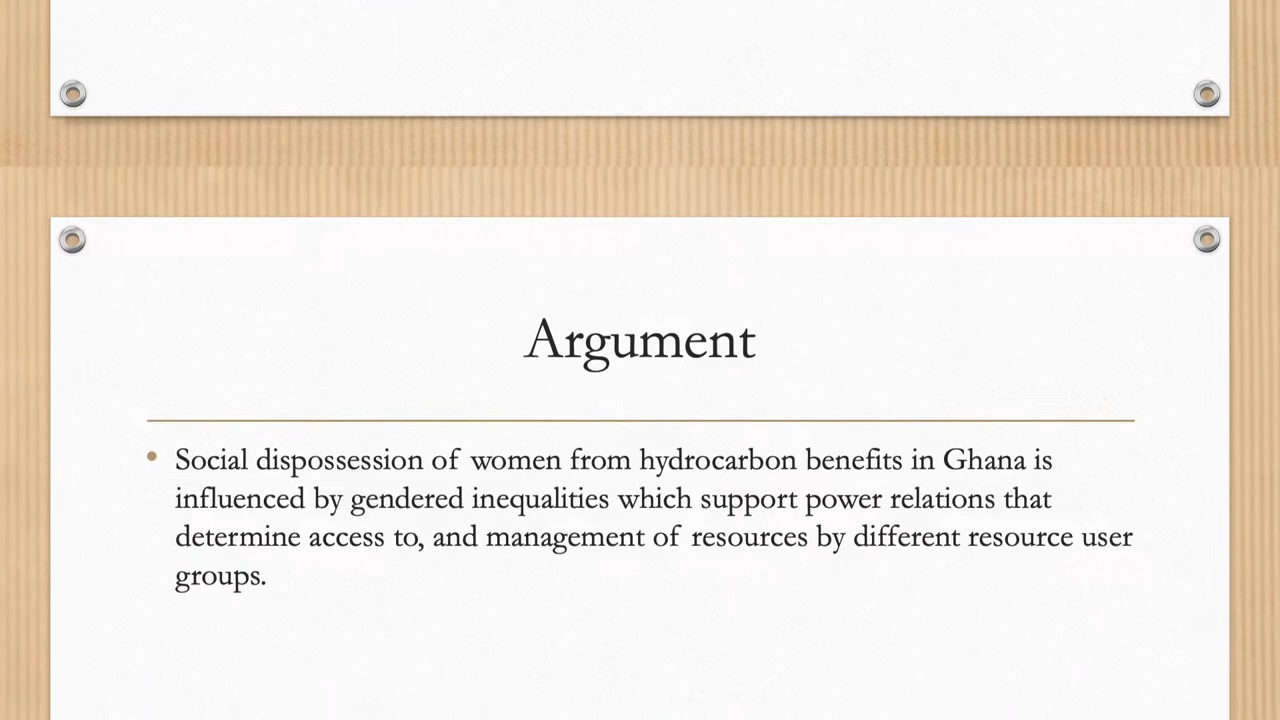 Argument
• Social dispossession of women from hydrocarbon benefits in Ghana is
influenced by gendered inequalities which support power relations that
determine access to, and management of resources by different resource user
groups.